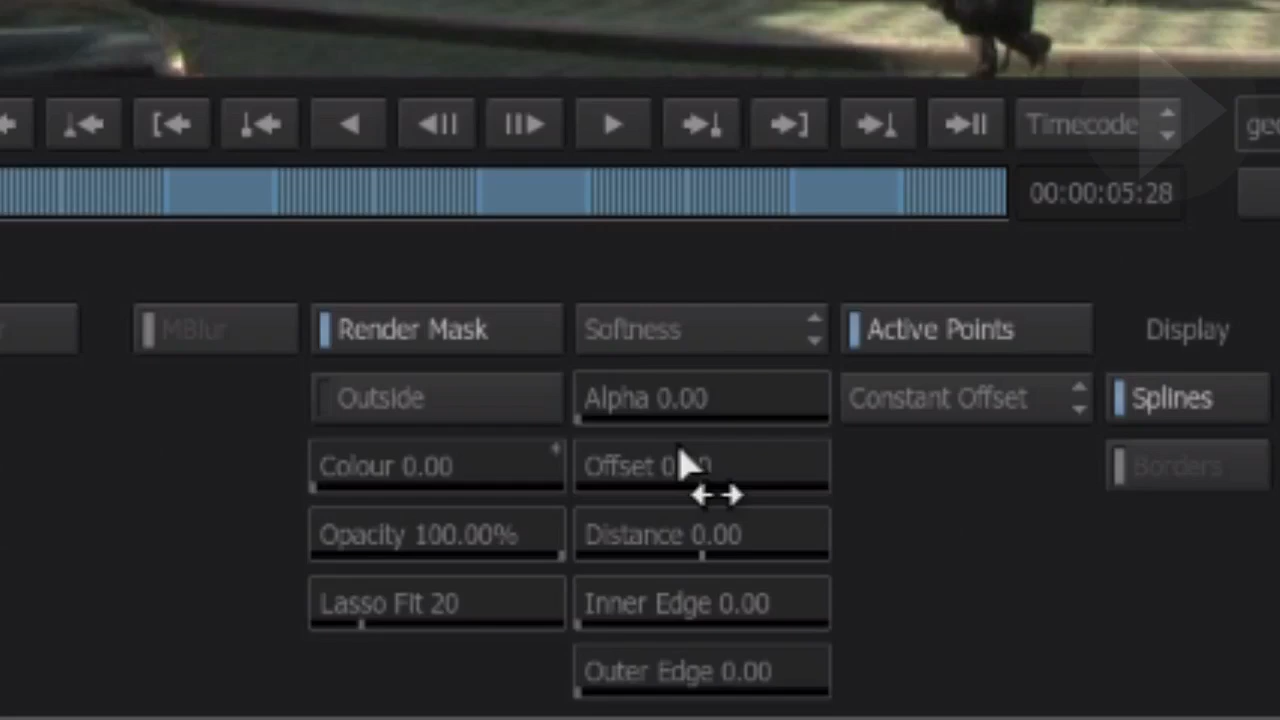 Timecode
00:00:05:28
MBlur
Render Mask
Softness
Active Points
Display
Outside
Alpha 0.00
Constant Offset
Splines
Colour 0.00
Offset
Borders
Opacity 100.00%
Distance 0.00
Lasso Fit 20
Inner Edge 0.00
Outer Edge 0.00